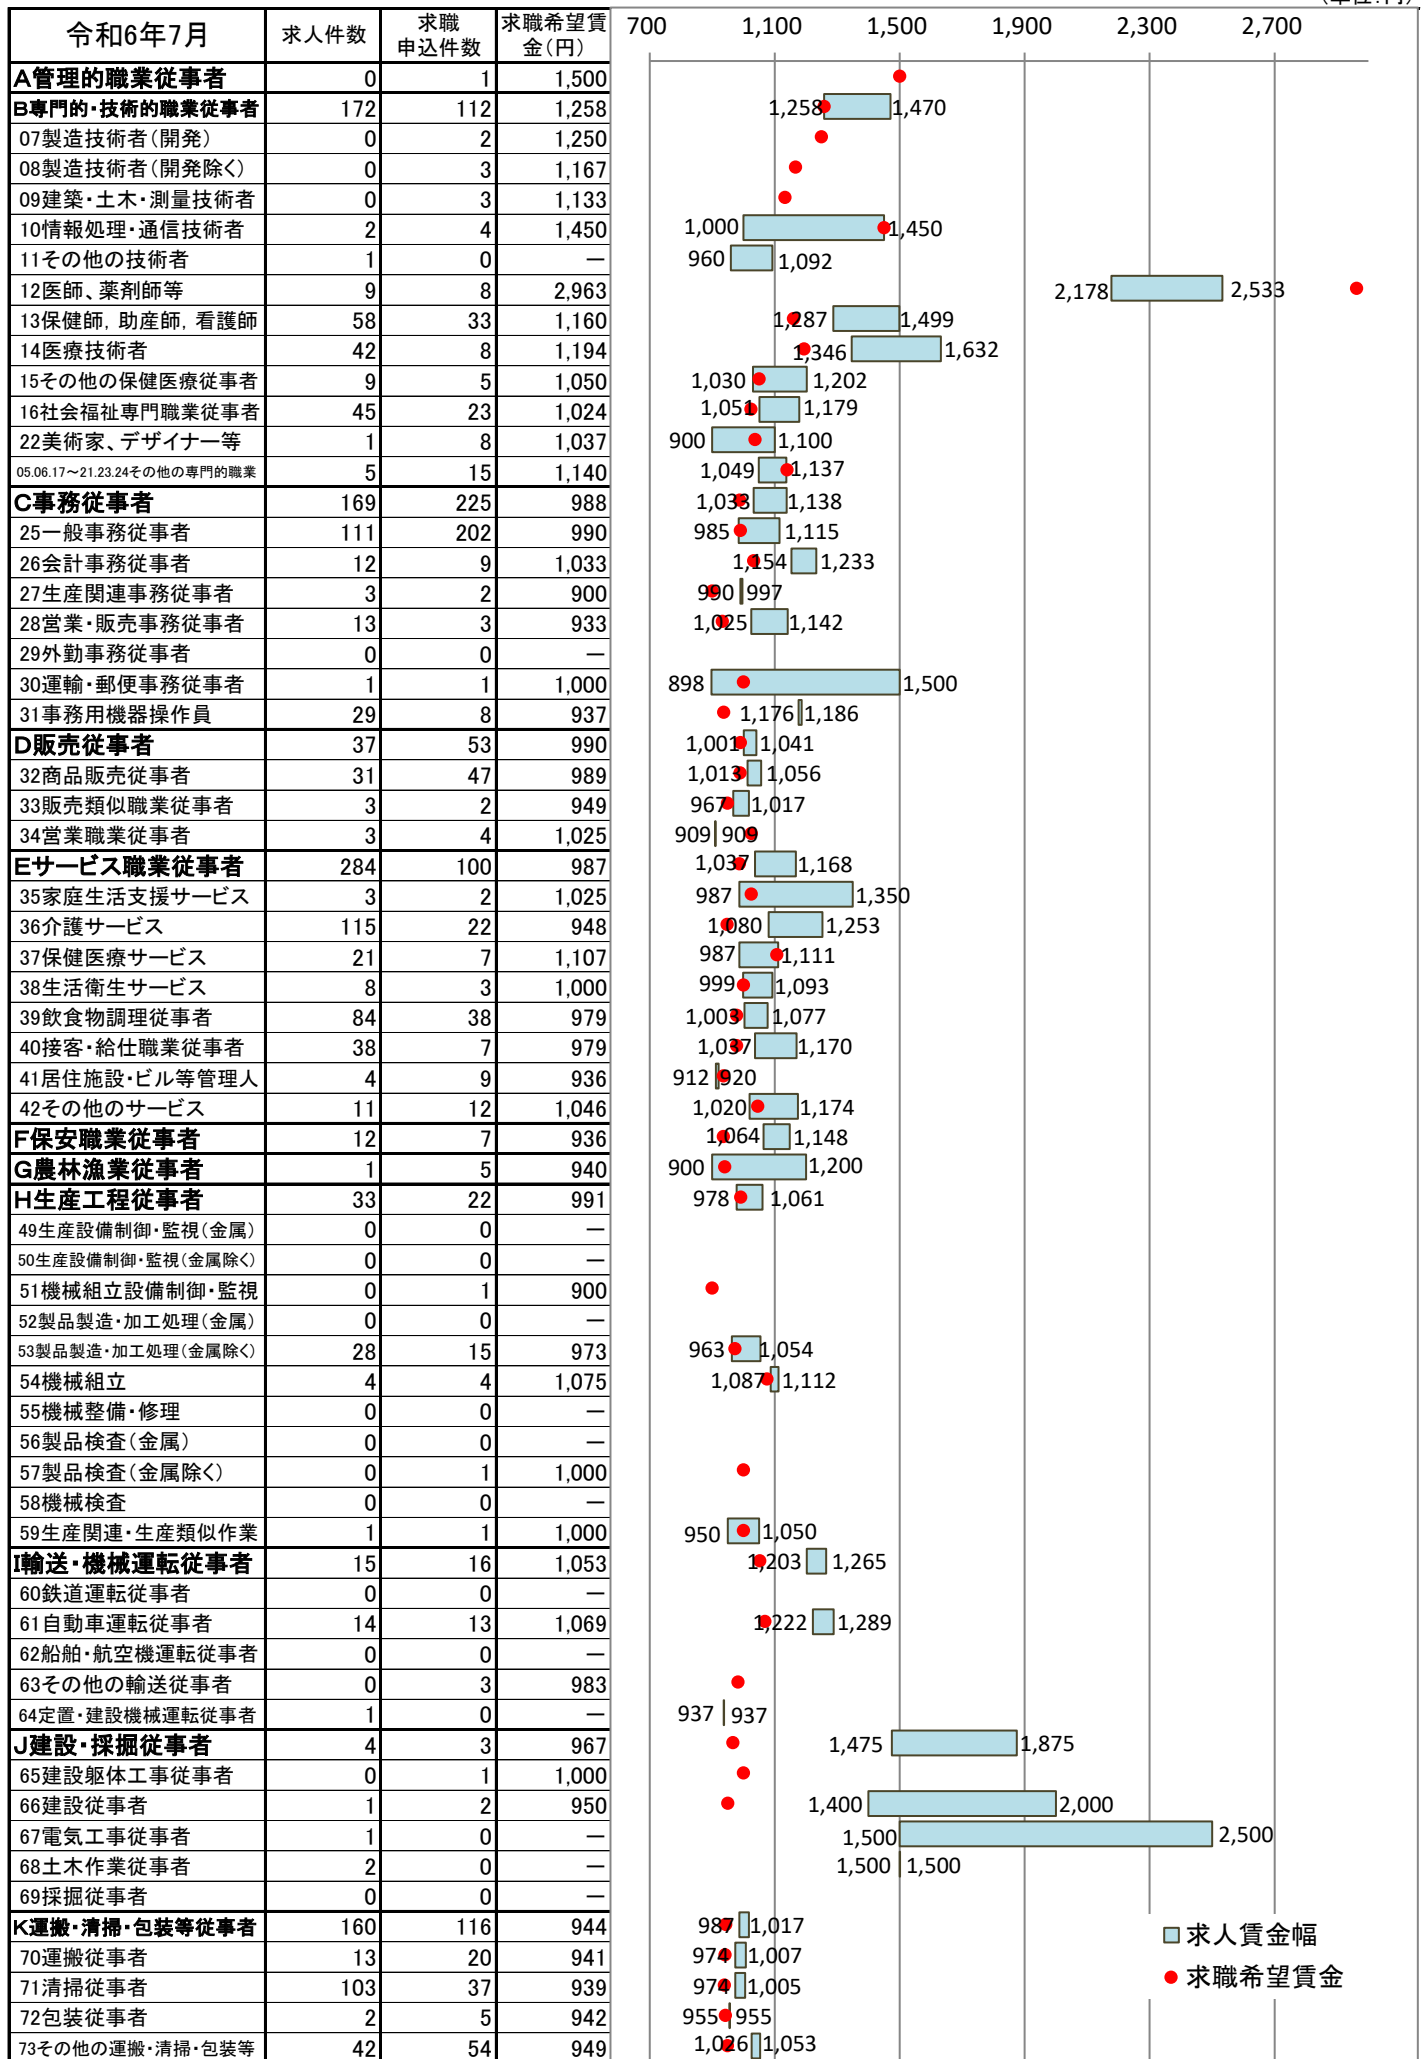 (単位:円)
令和6年7月 求人件数 求職申込件数 求職希望賃金(円) 700 1,100 1,500 1,900 2,300 2,700
A管理的職業従事者 0 1 1,500
B専門的・技術的職業従事者 172 112 1,258 1,258 1,470
07製造技術者(開発) 0 2 1,250
08製造技術者(開発除く) 0 3 1,167
09建築・土木・測量技術者 0 3 1,133
10情報処理・通信技術者 2 4 1,450 1,000 1,450
11その他の技術者 1 0 ― 960 1,092
12医師、薬剤師等 9 8 2,963 2,178 2,533
13保健師,助産師,看護師 58 33 1,160 1,287 1,499
14医療技術者 42 8 1,194 1,346 1,632
15その他の保健医療従事者 9 5 1,050 1,030 1,202
16社会福祉専門職業従事者 45 23 1,024 1,051 1,179
22美術家、デザイナー等 1 8 1,037 900 1,100
05.06.17～21.23.24その他の専門的職業 5 15 1,140 1,049 1,137
C事務従事者 169 225 988 1,033 1,138
25一般事務従事者 111 202 990 985 1,115
26会計事務従事者 12 9 1,033 1,154 1,233
27生産関連事務従事者 3 2 900 990 997
28営業・販売事務従事者 13 3 933 1,025 1,142
29外勤事務従事者 0 0 ―
30運輸・郵便事務従事者 1 1 1,000 898 1,500
31事務用機器操作員 29 8 937 1,176 1,186
D販売従事者 37 53 990 1,001 1,041
32商品販売従事者 31 47 989 1,013 1,056
33販売類似職業従事者 3 2 949 967 1,017
34営業職業従事者 3 4 1,025 909 909
Eサービス職業従事者 284 100 987 1,037 1,168
35家庭生活支援サービス 3 2 1,025 987 1,350
36介護サービス 115 22 948 1,080 1,253
37保健医療サービス 21 7 1,107 987 1,111
38生活衛生サービス 8 3 1,000 999 1,093
39飲食物調理従事者 84 38 979 1,003 1,077
40接客・給仕職業従事者 38 7 979 1,037 1,170
41居住施設・ビル等管理人 4 9 936 912 920
42その他のサービス 11 12 1,046 1,020 1,174
F保安職業従事者 12 7 936 1,064 1,148
G農林漁業従事者 1 5 940 900 1,200
H生産工程従事者 33 22 991 978 1,061
49生産設備制御・監視(金属) 0 0 ―
50生産設備制御・監視(金属除く) 0 0 ―
51機械組立設備制御・監視 0 1 900
52製品製造・加工処理(金属) 0 0 ―
53製品製造・加工処理(金属除く) 28 15 973 963 1,054
54機械組立 4 4 1,075 1,087 1,112
55機械整備・修理 0 0 ―
56製品検査(金属) 0 0 ―
57製品検査(金属除く) 0 1 1,000
58機械検査 0 0 ―
59生産関連・生産類似作業 1 1 1,000 950 1,050
I輸送・機械運転従事者 15 16 1,053 1,203 1,265
60鉄道運転従事者 0 0 ―
61自動車運転従事者 14 13 1,069 1,222 1,289
62船舶・航空機運転従事者 0 0 ―
63その他の輸送従事者 0 3 983
64定置・建設機械運転従事者 1 0 ― 937 937
J建設・採掘従事者 4 3 967 1,475 1,875
65建設躯体工事従事者 0 1 1,000
66建設従事者 1 2 950 1,400 2,000
67電気工事従事者 1 0 ― 1,500 2,500
68土木作業従事者 2 0 ― 1,500 1,500
69採掘従事者 0 0 ―
K運搬・清掃・包装等従事者 160 116 944 987 1,017
70運搬従事者 13 20 941 974 1,007
71清掃従事者 103 37 939 974 1,005
72包装従事者 2 5 942 955 955
73その他の運搬・清掃・包装等 42 54 949 1,026 1,053
求人賃金幅
求職希望賃金